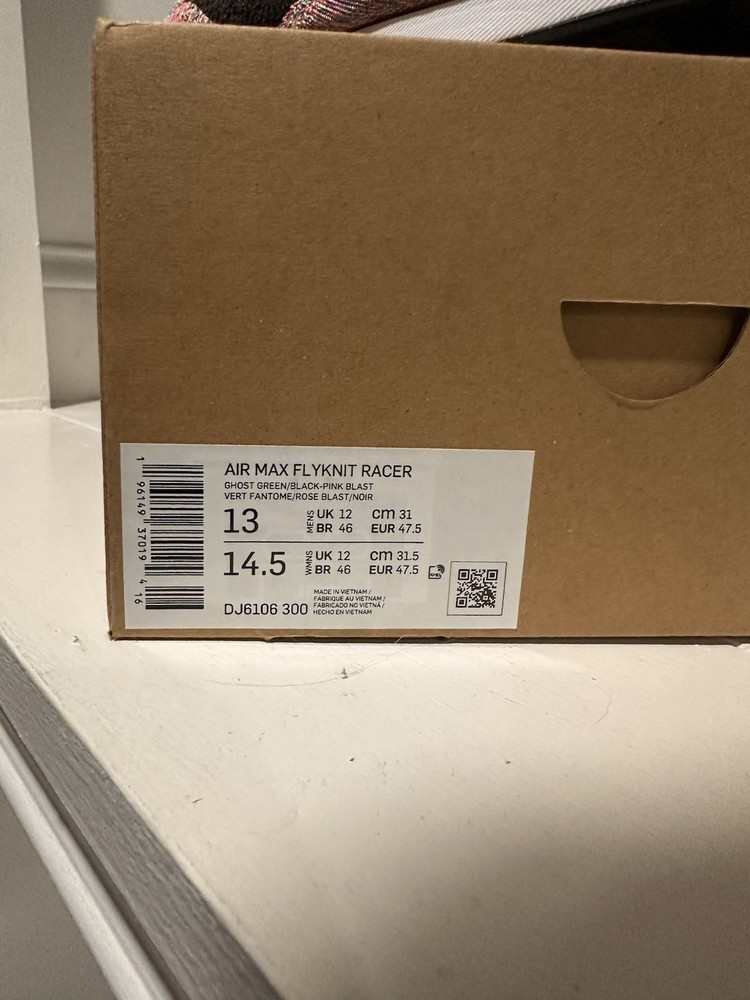 AIR MAX FLYKNIT RACER
GHOST GREEN/BLACK-PINK BLAST
VERT FANTOME/ROSE BLAST/NOIR
13 MENS UK 12 cm 31
BR 46 EUR 47.5
14.5 WMNS UK 12 cm 31.5
BR 46 EUR 47.5
DJ6106 300
MADE IN VIETNAM /
FABRIQUE AU VIETNAM /
FABRICADO NO VIETNÃ /
HECHO EN VIETNAM
1 96149 37019 4 16